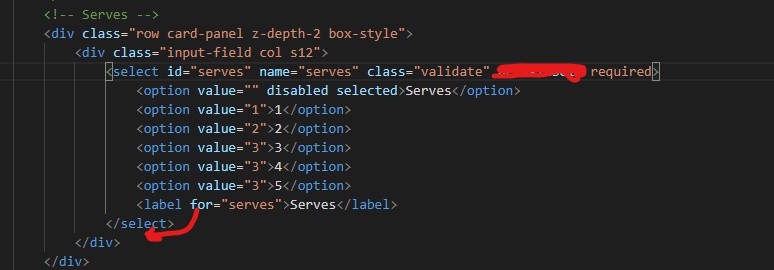 <!-- Serves -->
<div class="row card-panel z-depth-2 box-style">
<div class="input-field col s12">
<select id="serves" name="serves" class="validate" required>
<option value="" disabled selected>Serves</option>
<option value="1">1</option>
<option value="2">2</option>
<option value="3">3</option>
<option value="3">4</option>
<option value="3">5</option>
<label for="serves">Serves</label>
</select>
</div>
</div>